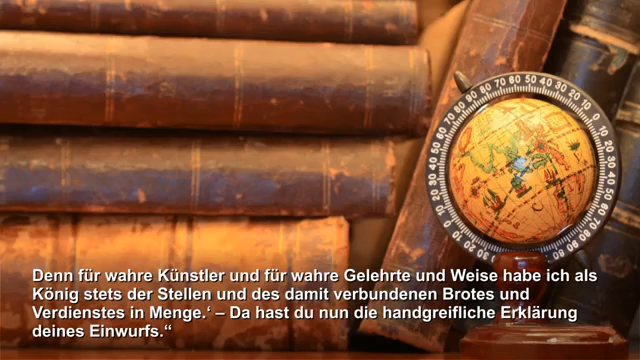 Denn für wahre Künstler und für wahre Gelehrte und Weise habe ich als
König stets der Stellen und des damit verbundenen Brotes und
Verdienstes in Menge.‘ – Da hast du nun die handgreifliche Erklärung
deines Einwurfs.“